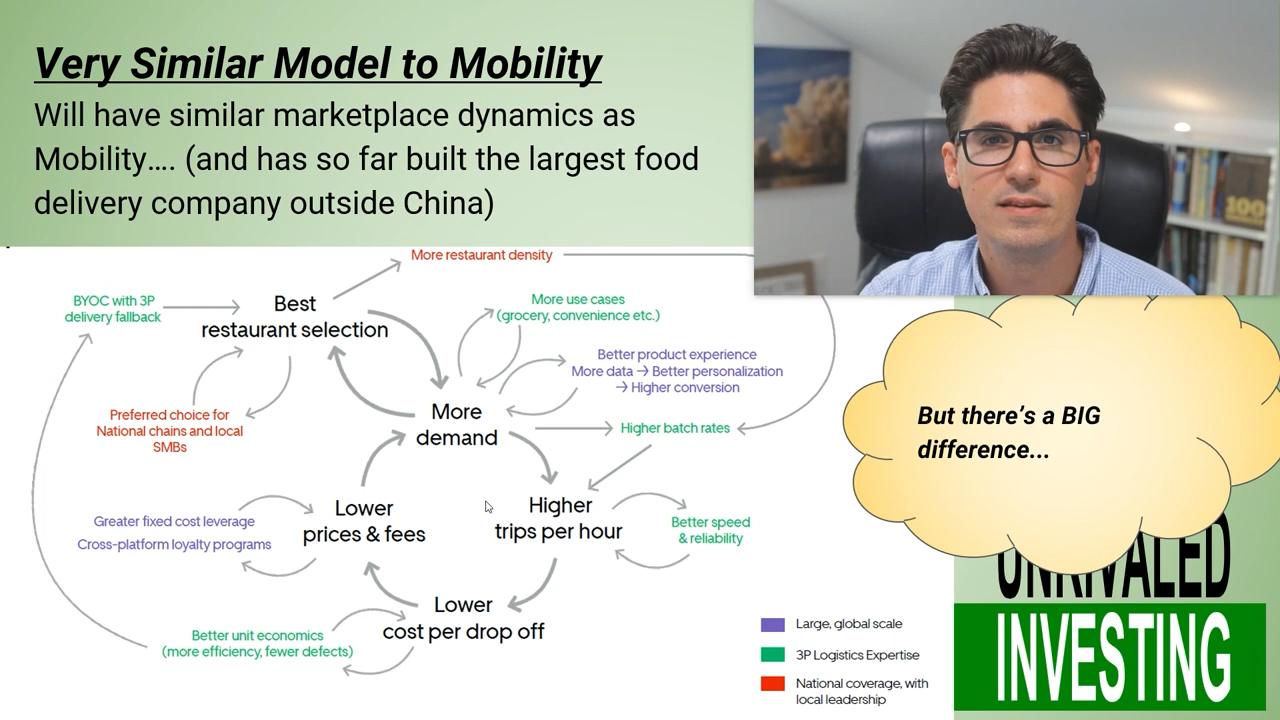 Very Similar Model to Mobility
Will have similar marketplace dynamics as
Mobility…. (and has so far built the largest food
delivery company outside China)
More restaurant density
BYOC with 3P
delivery fallback
Best
restaurant selection
More use cases
(grocery, convenience etc.)
Better product experience
More data → Better personalization
→ Higher conversion
Preferred choice for
National chains and local
SMBs
More
demand
Higher batch rates
But there's a BIG
difference...
Greater fixed cost leverage
Cross-platform loyalty programs
Lower
prices & fees
Higher
trips per hour
Better speed
& reliability
Lower
cost per drop off
Better unit economics
(more efficiency, fewer defects)
Large, global scale
3P Logistics Expertise
National coverage, with
local leadership
UNRIVALED
INVESTING
100